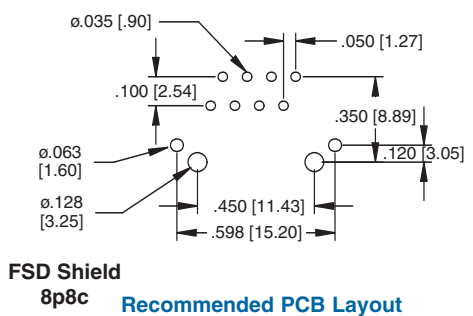 ø.035 [.90]
.050 [1.27]
.100 [2.54]
.350 [8.89]
ø.063
[1.60]
.120 [3.05]
ø.128
[3.25]
.450 [11.43]
.598 [15.20]
FSD Shield
8p8c
Recommended PCB Layout